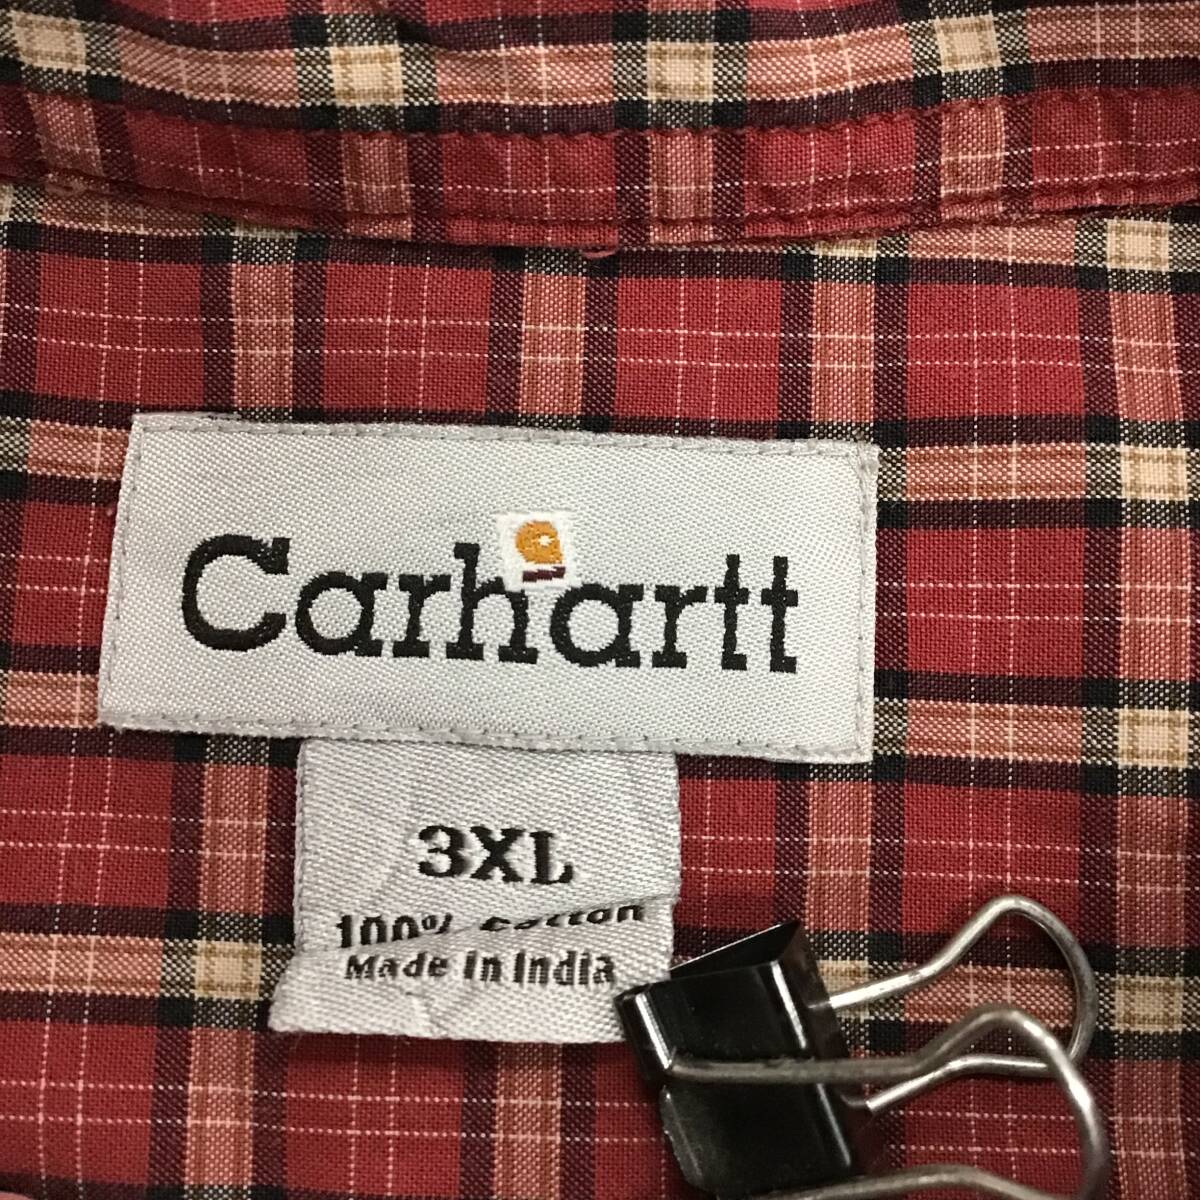 Carhartt
3XL
100% Cotton
Made in India